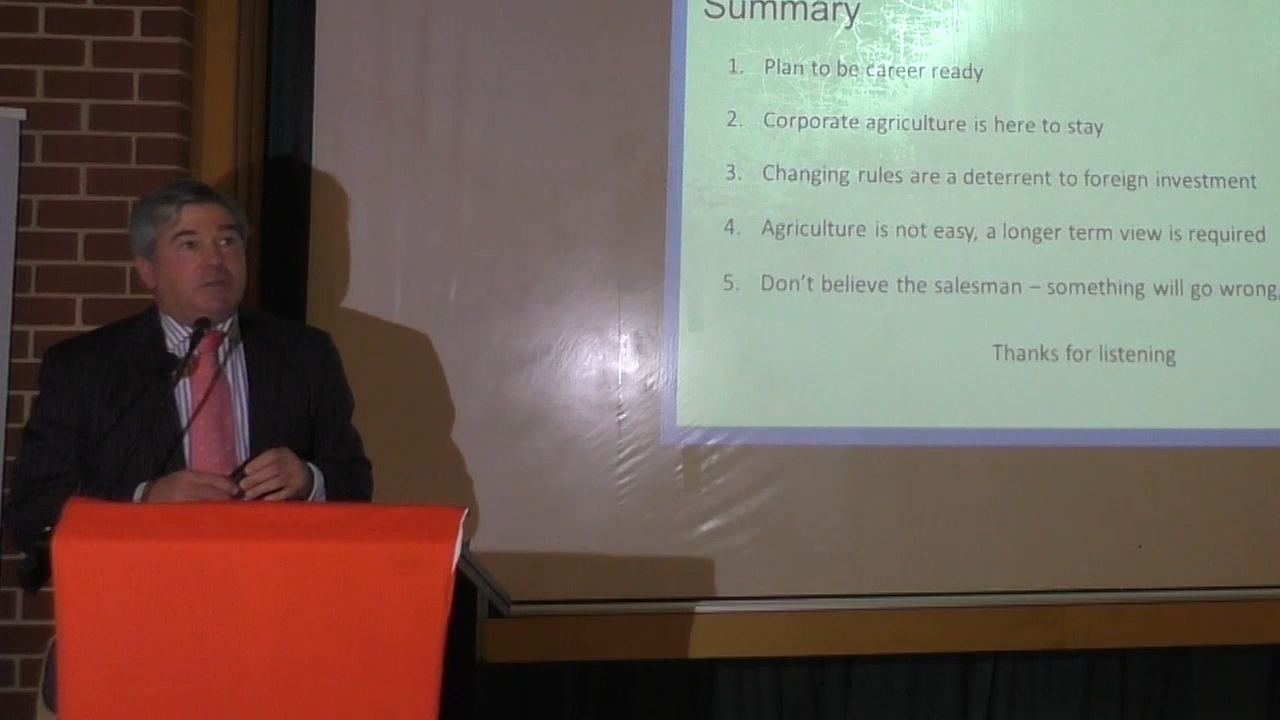 Summary
1. Plan to be career ready
2. Corporate agriculture is here to stay
3. Changing rules are a deterrent to foreign investment
4. Agriculture is not easy, a longer term view is required
5. Don't believe the salesman – something will go wrong
Thanks for listening